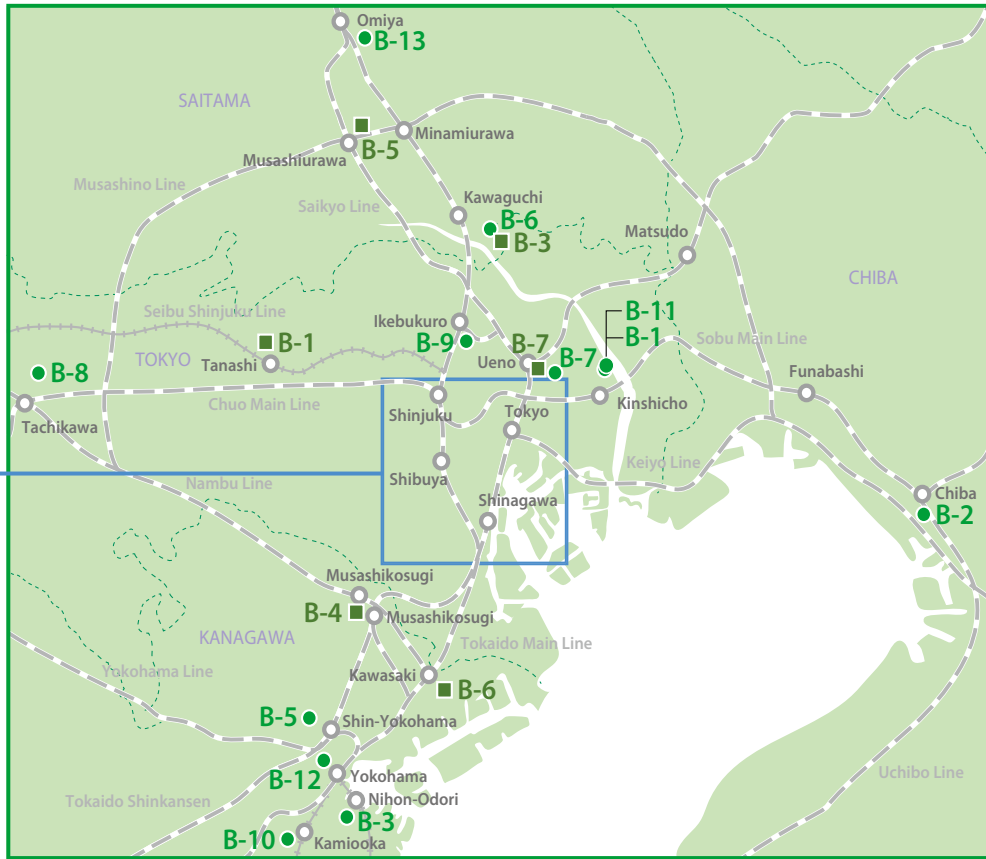 Omiya
B-13
SAITAMA
Minamiurawa
B-5
Musashiurawa
Musashino Line
Saikyo Line
Kawaguchi
B-6
B-3
Matsudo
CHIBA
Seibu Shinjuku Line
B-11
B-1
Sobu Main Line
Ikebukuro
B-9
B-1
TOKYO
Tanashi
B-7
Ueno
B-7
B-8
Funabashi
Chuo Main Line
Kinshicho
Tachikawa
Shinjuku
Tokyo
Keiyo Line
Shibuya
Nambu Line
Shinagawa
Chiba
B-2
Musashikosugi
B-4
Musashikosugi
KANAGAWA
Tokaido Main Line
Yokohama Line
Kawasaki
B-6
B-5
Shin-Yokohama
B-12
Yokohama
Uchibo Line
Tokaido Shinkansen
Nihon-Odori
B-3
B-10
Kamiooka